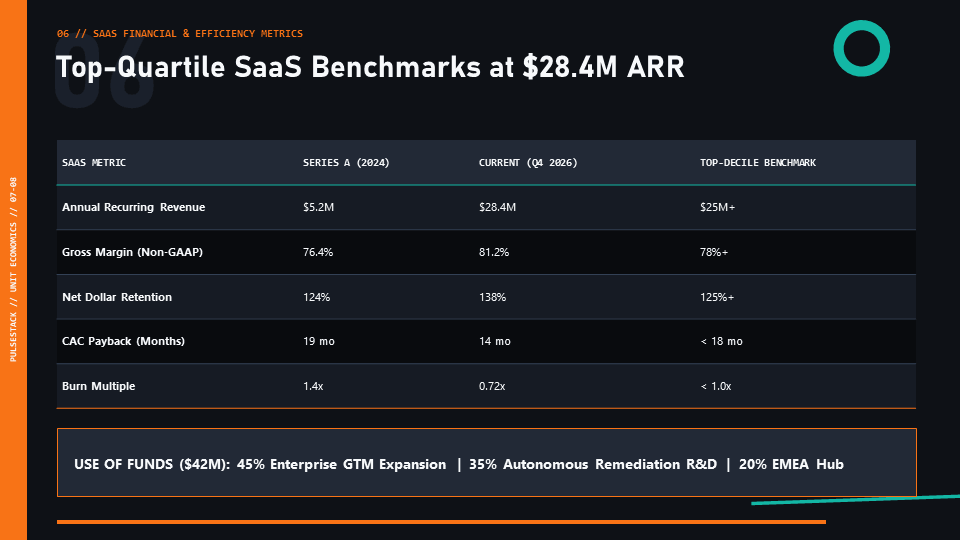 06 // SAAS FINANCIAL & EFFICIENCY METRICS
06
Top-Quartile SaaS Benchmarks at $28.4M ARR
SAAS METRIC SERIES A (2024) CURRENT (Q4 2026) TOP-DECILE BENCHMARK
Annual Recurring Revenue $5.2M $28.4M $25M+
Gross Margin (Non-GAAP) 76.4% 81.2% 78%+
Net Dollar Retention 124% 138% 125%+
CAC Payback (Months) 19 mo 14 mo < 18 mo
Burn Multiple 1.4x 0.72x < 1.0x
USE OF FUNDS ($42M): 45% Enterprise GTM Expansion | 35% Autonomous Remediation R&D | 20% EMEA Hub
PULSESTACK // UNIT ECONOMICS // 07-08